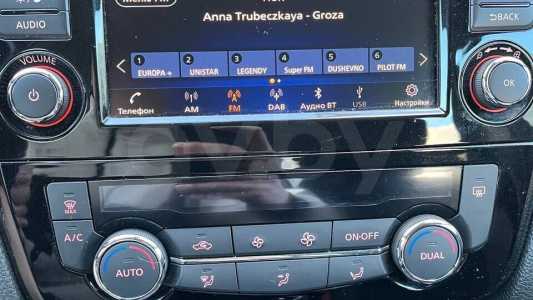 Anna Trubeczkaya - Groza
AUDIO
BACK
VOLUME
1 2 3 4 5 6
EUROPA + UNISTAR LEGENDY Super FM DUSHEVNO PILOT FM
OK
Телефон AM FM DAB Аудио BT USB Настройки
MAX
A/C
ON-OFF
AUTO
DUAL